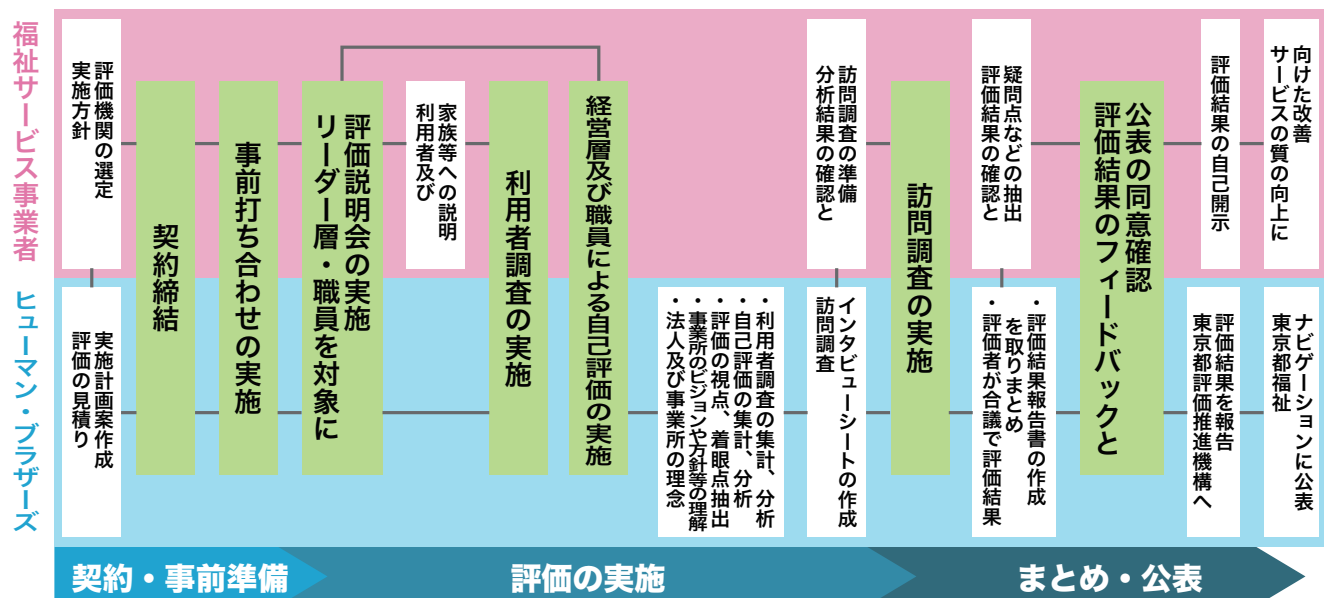 福祉サービス事業者
実施方針
評価機関の選定
契約締結
事前打ち合わせの実施
リーダー層・職員を対象に
評価説明会の実施
利用者及び
家族等への説明
利用者調査の実施
経営層及び職員による自己評価の実施
分析結果の確認と
訪問調査の準備
訪問調査の実施
評価結果の確認と
疑問点などの抽出
評価結果のフィードバックと
公表の同意確認
評価結果の自己開示
サービスの質の向上に
向けた改善
ヒューマン・ブラザーズ
評価の見積り
実施計画案作成
・法人及び事業所の理念
・事業所のビジョンや方針等の理解
・評価の視点、着眼点抽出
・自己評価の集計、分析
・利用者調査の集計、分析
訪問調査
インタビューシートの作成
・評価者が合議で評価結果
を取りまとめ
・評価結果報告書の作成
東京都評価推進機構へ
評価結果を報告
東京都福祉
ナビゲーションに公表
契約・事前準備
評価の実施
まとめ・公表